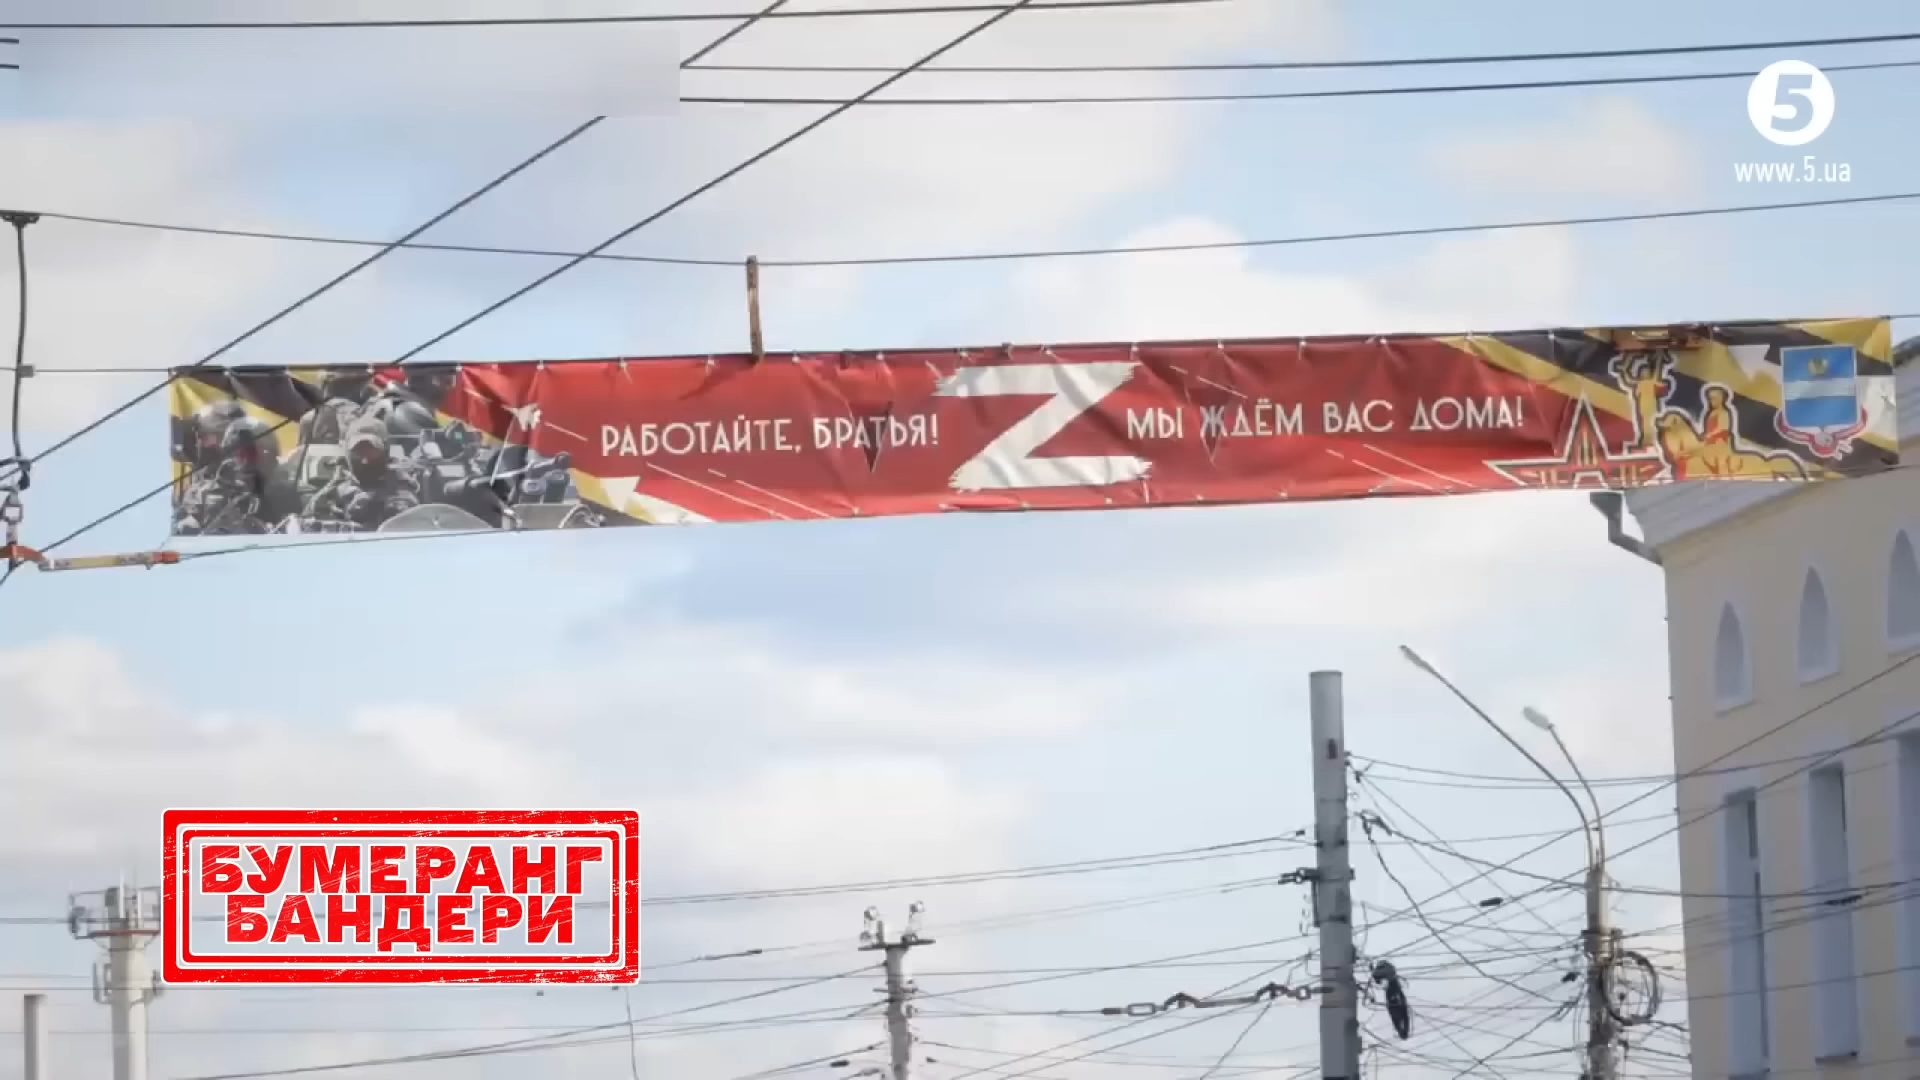 5
www.5.ua
РАБОТАЙТЕ, БРАТЬЯ! Z МЫ ЖДЁМ ВАС ДОМА!
БУМЕРАНГ
БАНДЕРИ